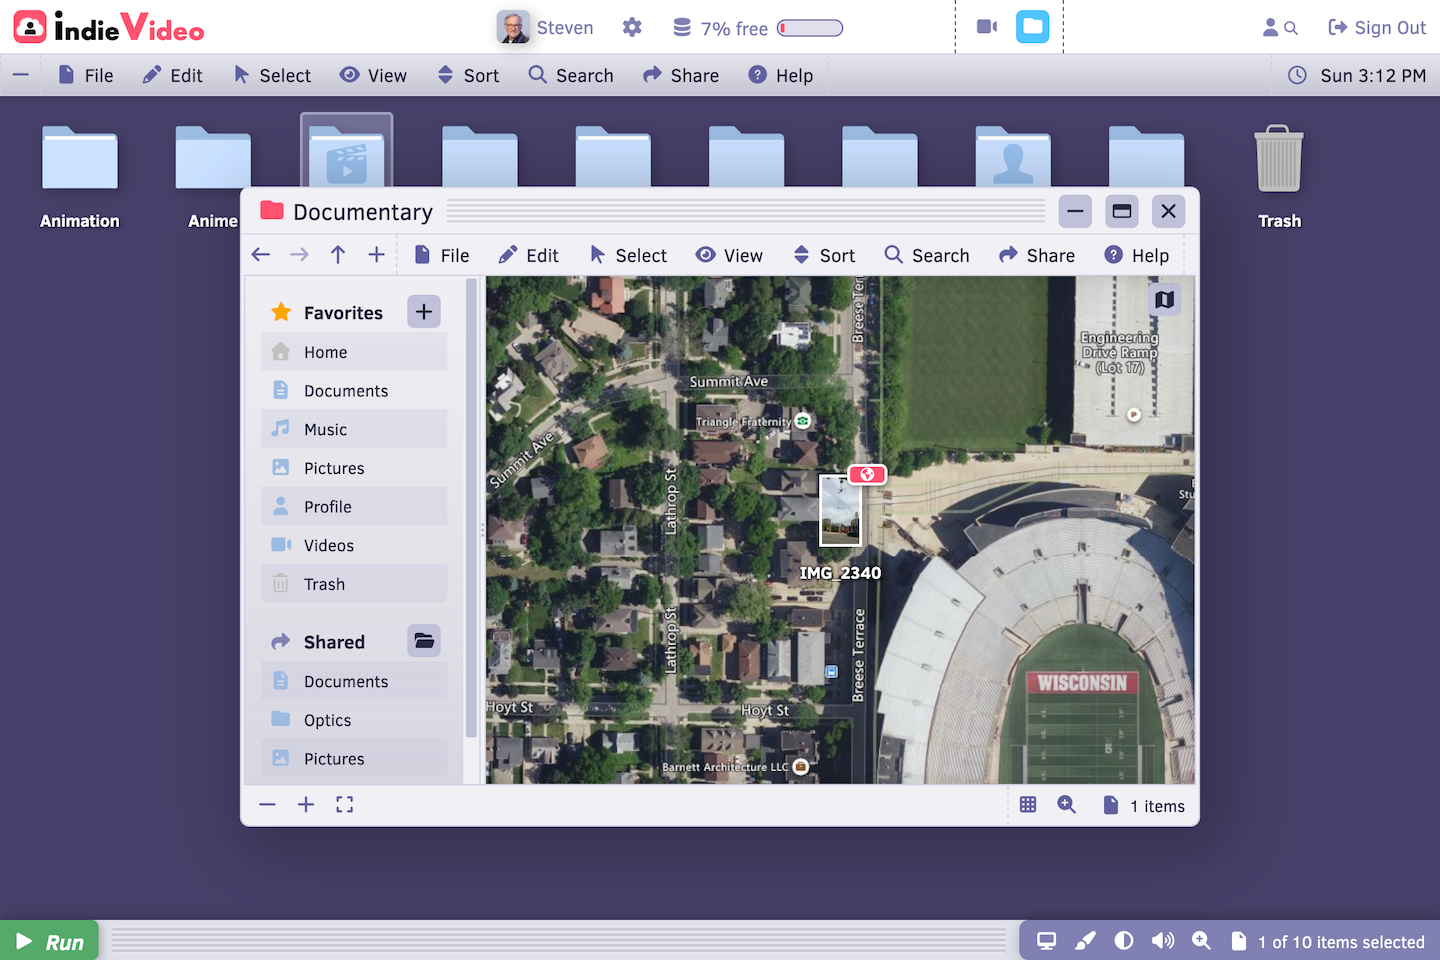 indieVideo
Steven
7% free
Sign Out
File
Edit
Select
View
Sort
Search
Share
Help
Sun 3:12 PM
Animation
Anime
Trash
Documentary
File
Edit
Select
View
Sort
Search
Share
Help
Favorites
Home
Documents
Music
Pictures
Profile
Videos
Trash
Shared
Documents
Optics
Pictures
Breese Ter
Engineering
Drive Ramp
(Lot 17)
P
Summit Ave
Triangle Fraternity
Summit Ave
Lathrop St
IMG_2340
Lathrop St
Breese Terrace
WISCONSIN
Hoyt St
Hoyt St
Barnett Architecture LLC
1 items
Run
1 of 10 items selected